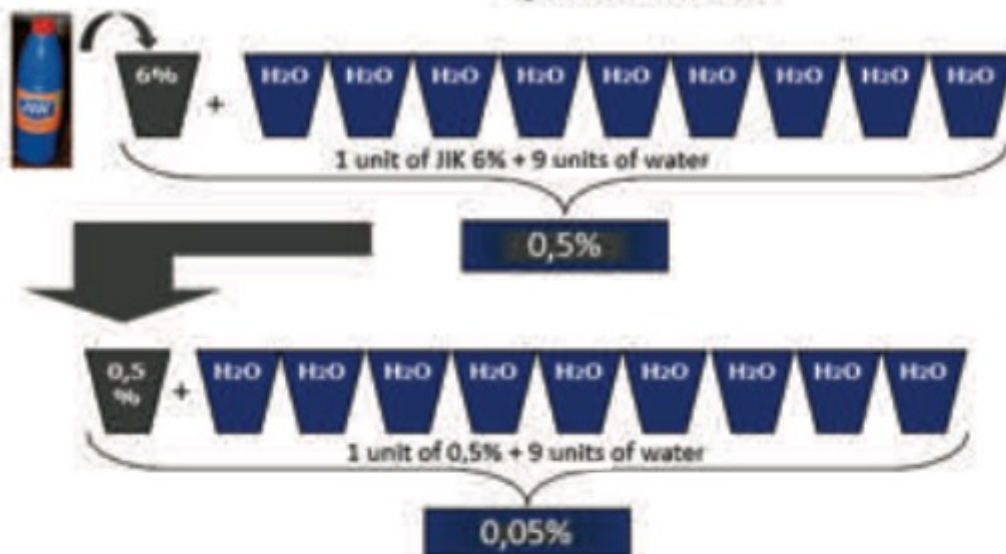 JIK
6% + H₂O H₂O H₂O H₂O H₂O H₂O H₂O H₂O H₂O
1 unit of JIK 6% + 9 units of water
0,5%
0,5 % + H₂O H₂O H₂O H₂O H₂O H₂O H₂O H₂O H₂O
1 unit of 0,5% + 9 units of water
0,05%